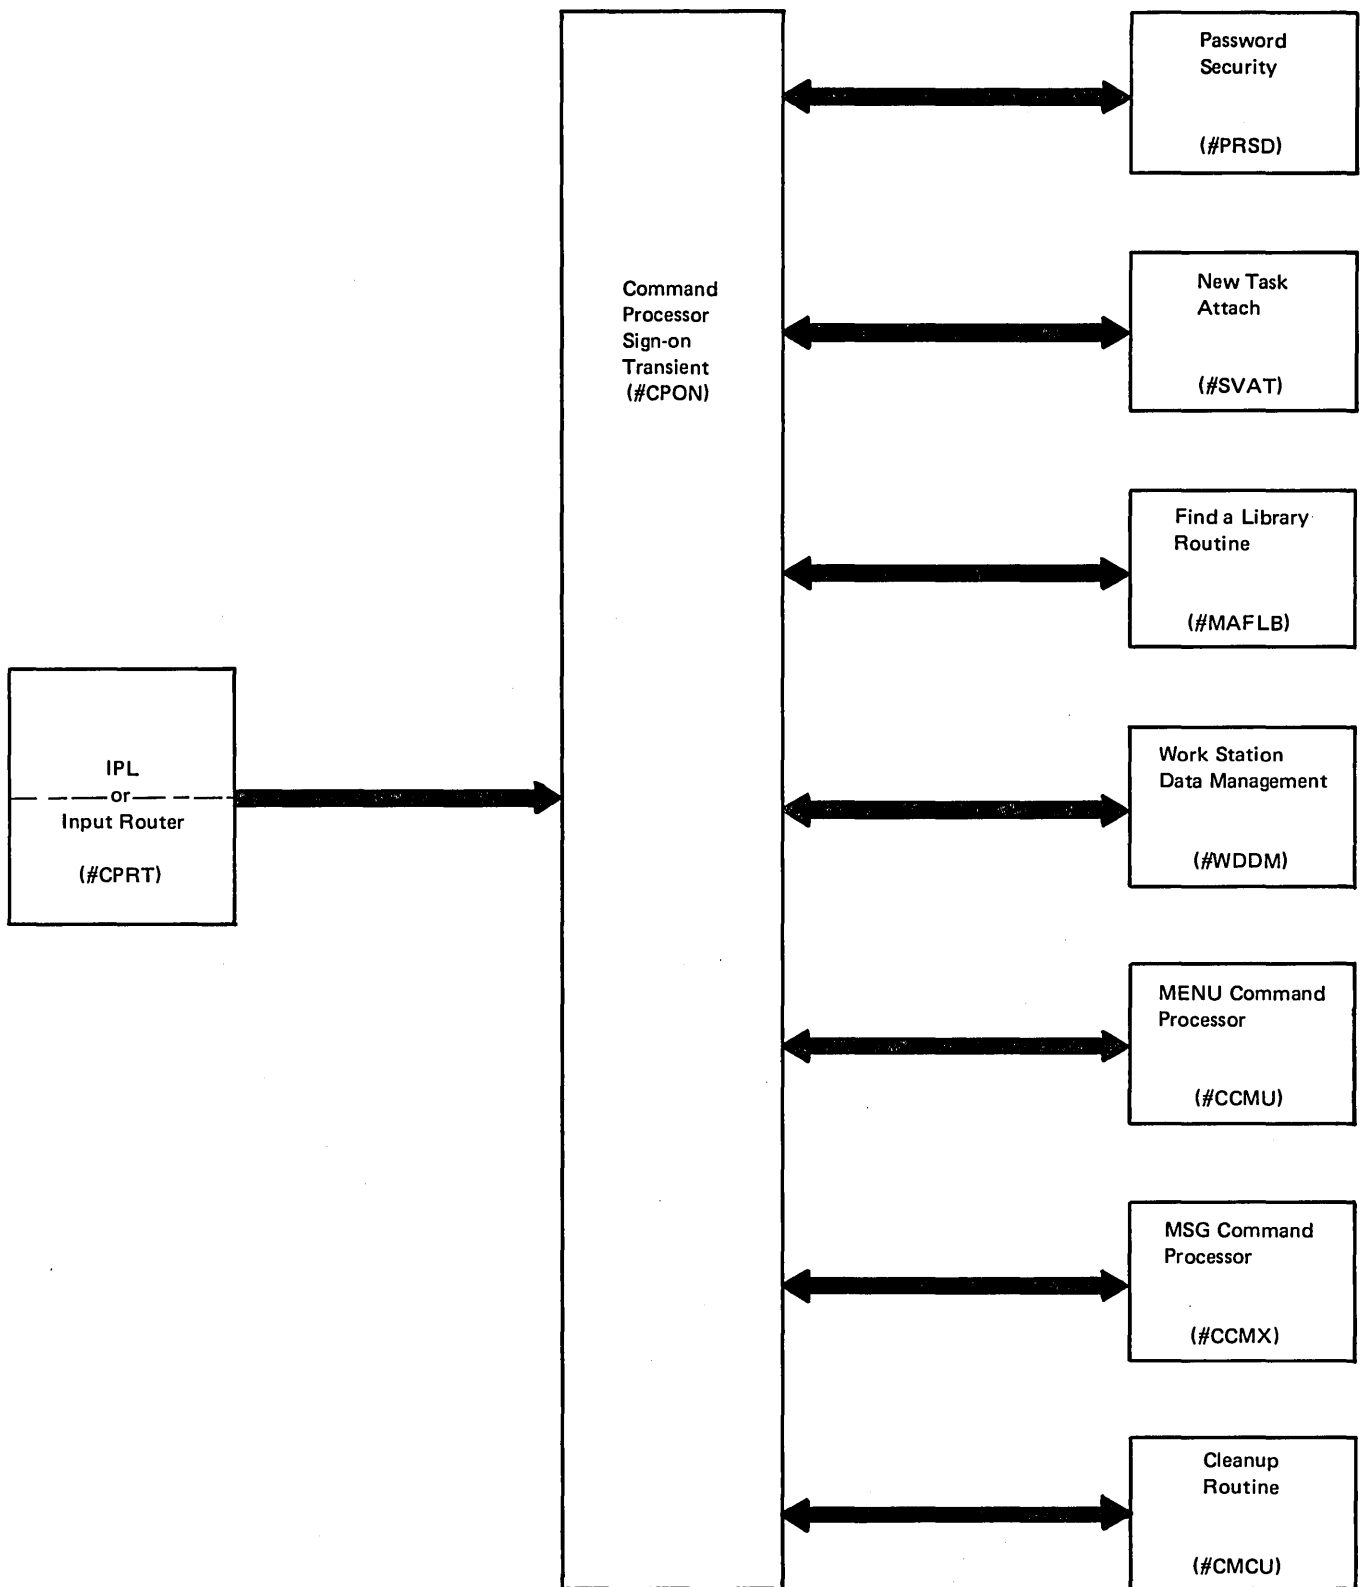 Password
Security
(#PRSD)
New Task
Attach
(#SVAT)
Command
Processor
Sign-on
Transient
(#CPON)
Find a Library
Routine
(#MAFLB)
IPL
or
Input Router
(#CPRT)
Work Station
Data Management
(#WDDM)
MENU Command
Processor
(#CCMU)
MSG Command
Processor
(#CCMX)
Cleanup
Routine
(#CMCU)